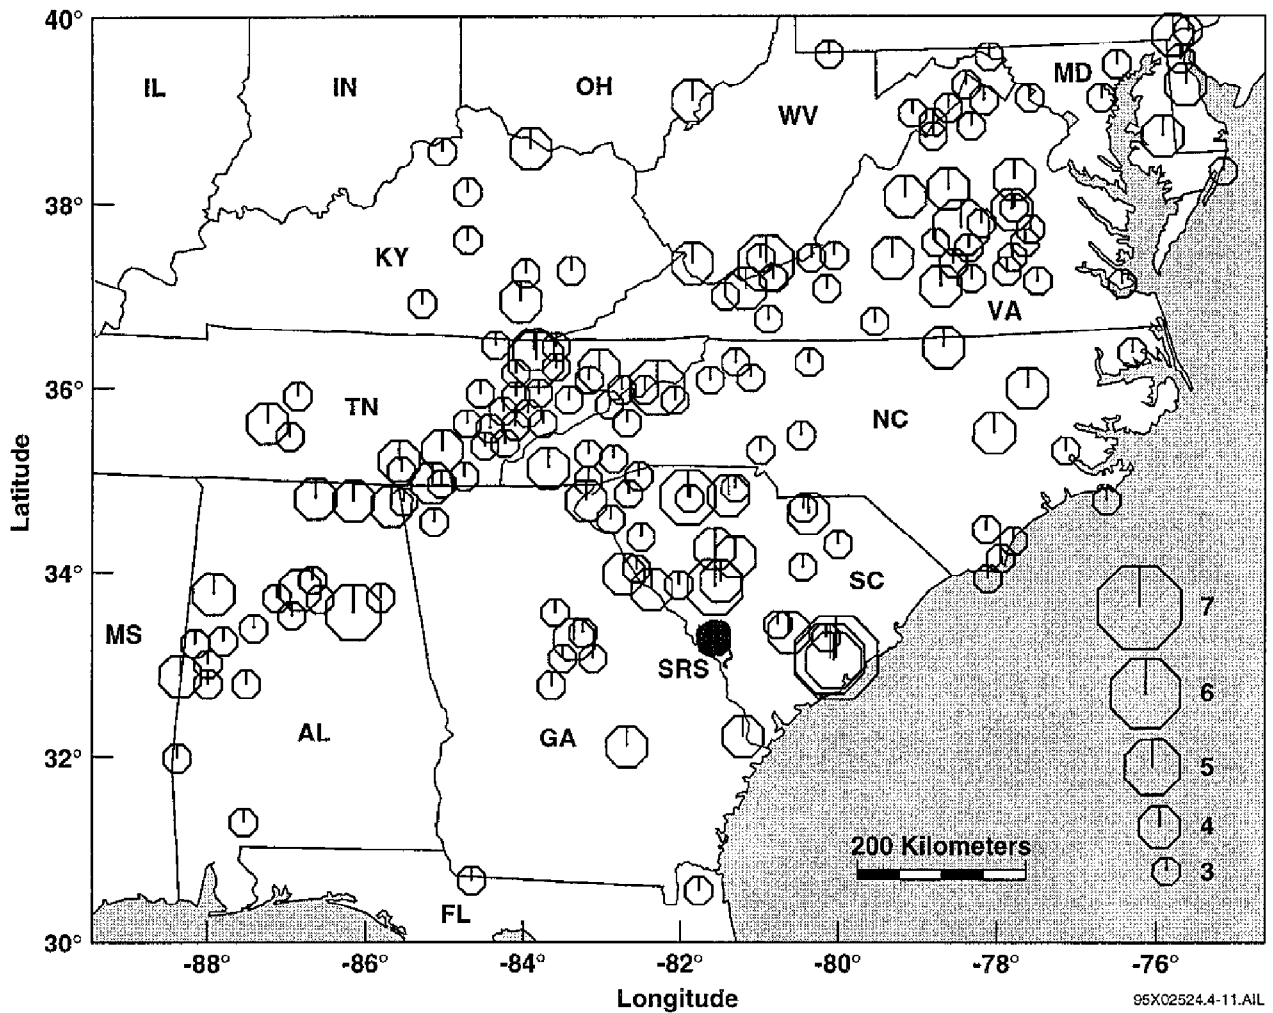 40°
IL
IN
OH
WV
MD
38°
KY
VA
36°
TN
NC
Latitude
34°
MS
SC
7
SRS
6
32°
AL
GA
5
4
200 Kilometers
3
FL
30°
-88° -86° -84° -82° -80° -78° -76°
Longitude
95X02524.4-11.AIL